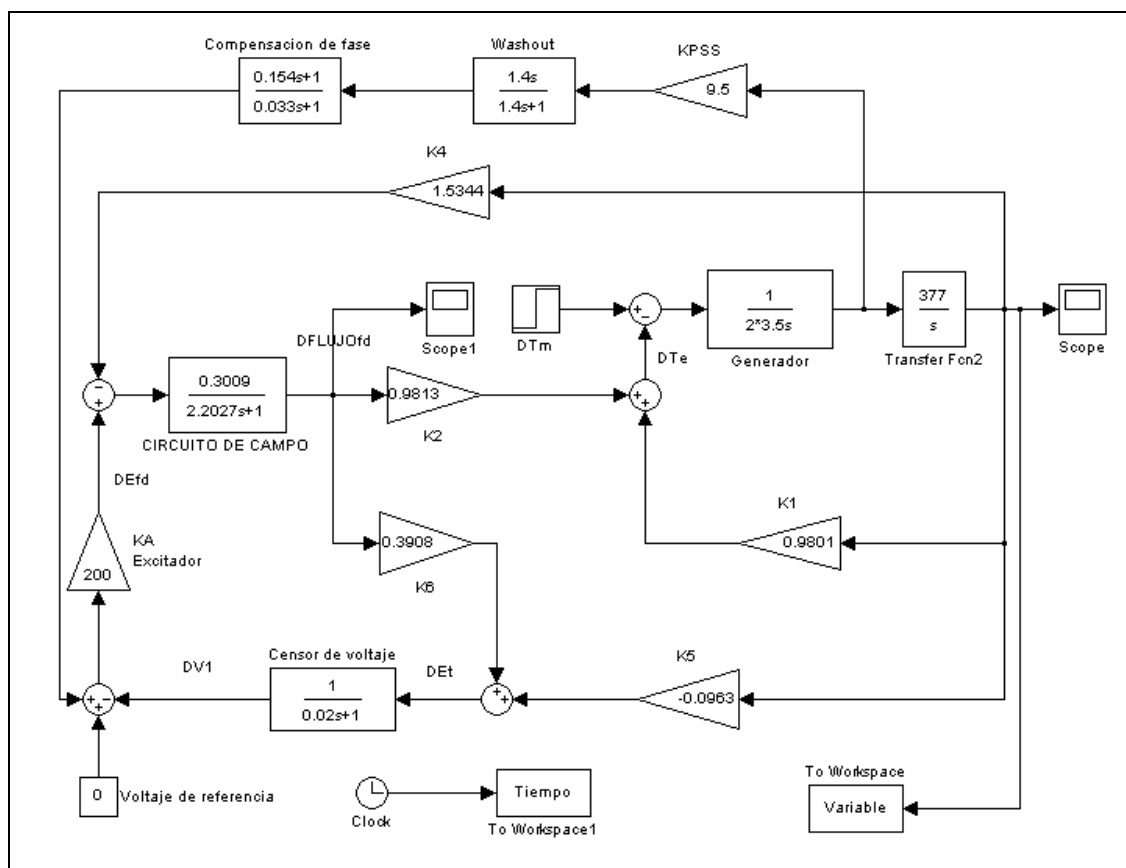 Compensacion de fase
Washout
KPSS
0.154s+1
0.033s+1
1.4s
1.4s+1
9.5
K4
1.5344
DFLUJOfd
Scope1
DTm
+
−
DTe
1
2*3.5s
Generador
377
s
Transfer Fcn2
Scope
−
+
0.3009
2.2027s+1
CIRCUITO DE CAMPO
0.9813
K2
+
+
DEfd
K1
0.9801
KA
Excitador
200
0.3908
K6
Censor de voltaje
DV1
DEt
K5
1
0.02s+1
-0.0963
+
+
+
−
+
0
Voltaje de referencia
Clock
Tiempo
To Workspace1
To Workspace
Variable